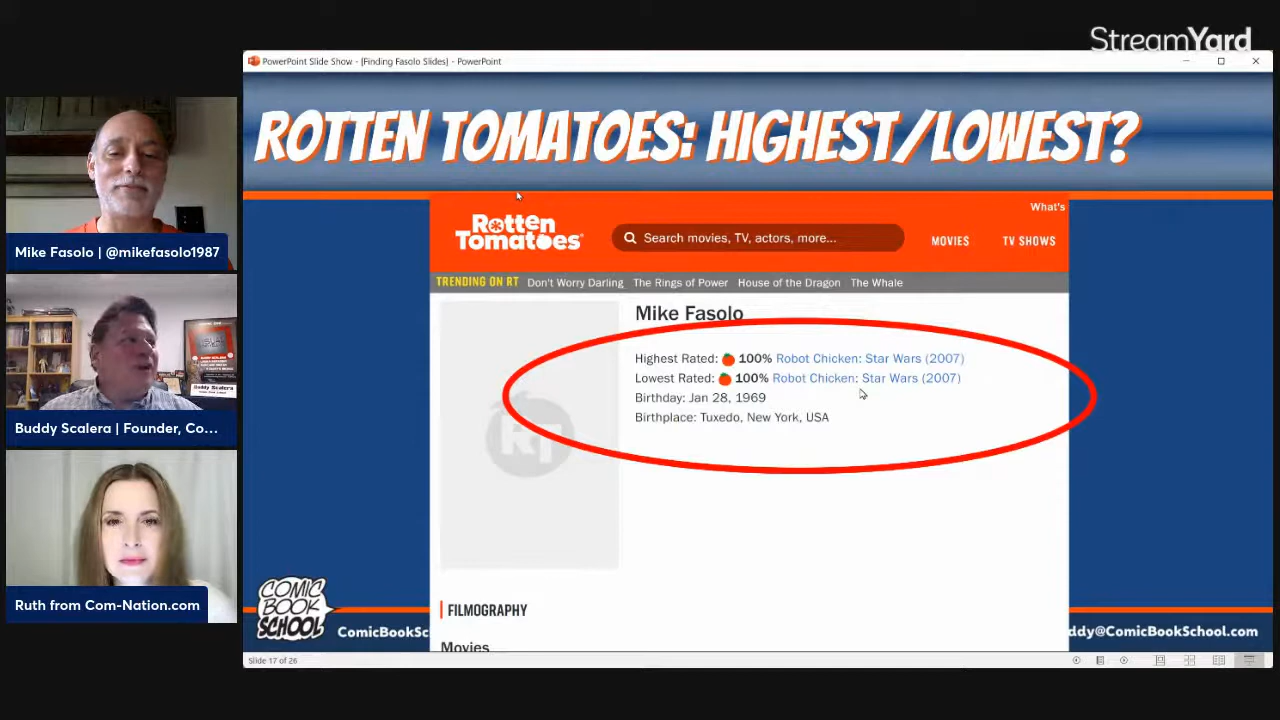 StreamYard
PowerPoint Slide Show - [Finding Fasolo Slides] - PowerPoint
ROTTEN TOMATOES: HIGHEST/LOWEST?
What's
Rotten
Tomatoes
Search movies, TV, actors, more...
MOVIES
TV SHOWS
TRENDING ON RT Don't Worry Darling The Rings of Power House of the Dragon The Whale
Mike Fasolo
Highest Rated: 100% Robot Chicken: Star Wars (2007)
Lowest Rated: 100% Robot Chicken: Star Wars (2007)
Birthday: Jan 28, 1969
Birthplace: Tuxedo, New York, USA
RT
FILMOGRAPHY
Movies
COMIC
BOOK
SCHOOL
ComicBookSc
ddy@ComicBookSchool.com
Slide 17 of 26
Mike Fasolo | @mikefasolo1987
Buddy Scalera
Buddy Scalera | Founder, Co...
Ruth from Com-Nation.com